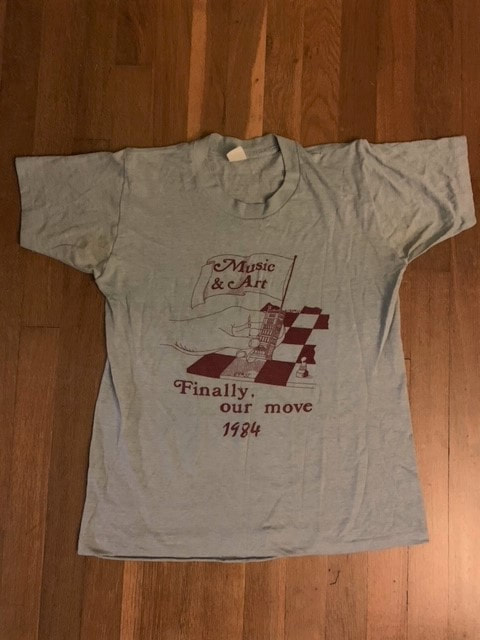 Music
& Art
Finally,
our move
1984